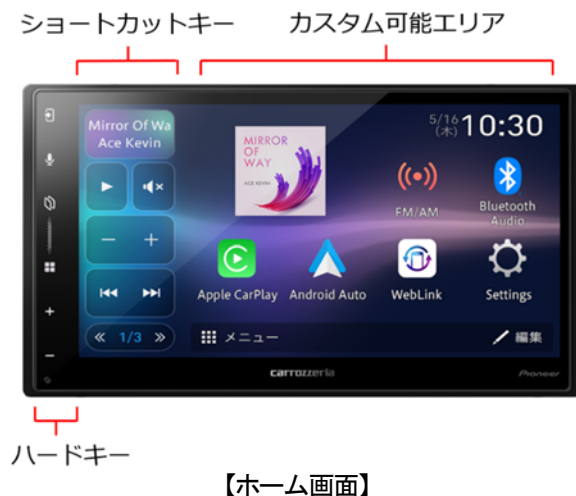 ショートカットキー
カスタム可能エリア
Mirror Of Wa
Ace Kevin
MIRROR
OF
WAY
ACE KEVIN
5/16
(木)
10:30
FM/AM
Bluetooth
Audio
Apple CarPlay
Android Auto
WebLink
Settings
1/3
メニュー
編集
carrozzeria
Pioneer
ハードキー
【ホーム画面】